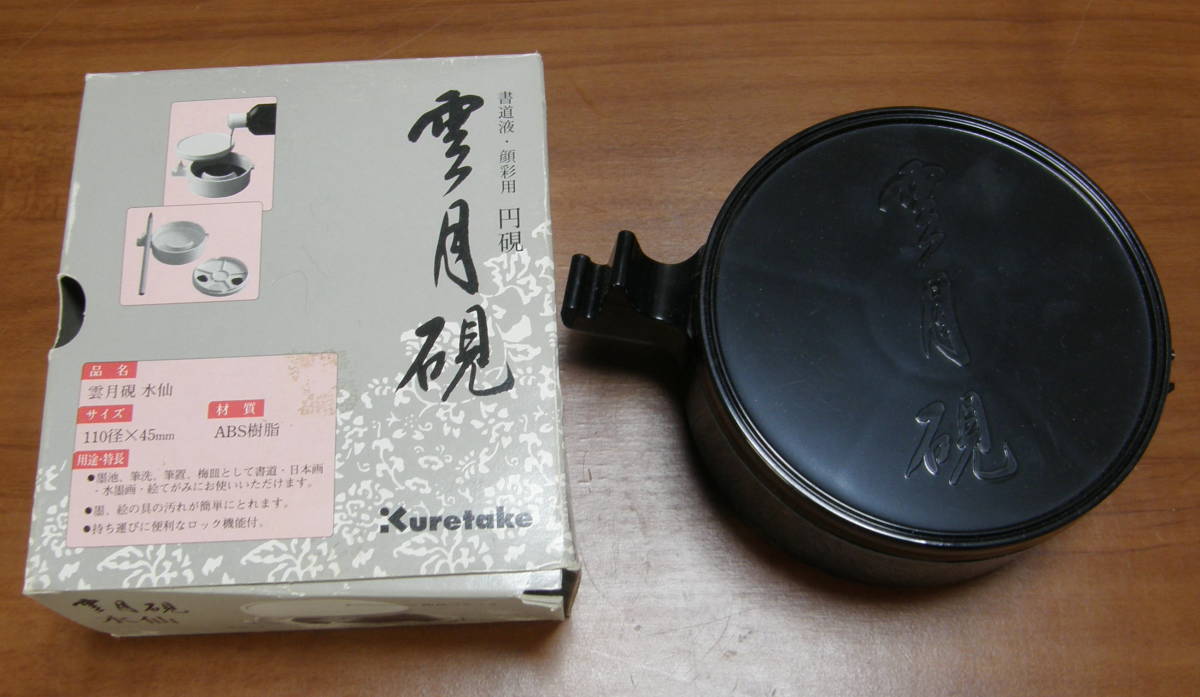 書道液・顔彩用 円硯
雲月硯
品名
雲月硯 水仙
サイズ
110径×45mm
材質
ABS樹脂
用途・特長
●墨池、筆洗、筆置、梅皿として書道・日本画
・水墨画・絵てがみにお使いいただけます。
●墨、絵の具の汚れが簡単にとれます。
●持ち運びに便利なロック機能付。
Kuretake
雲月硯
水仙
雲月硯